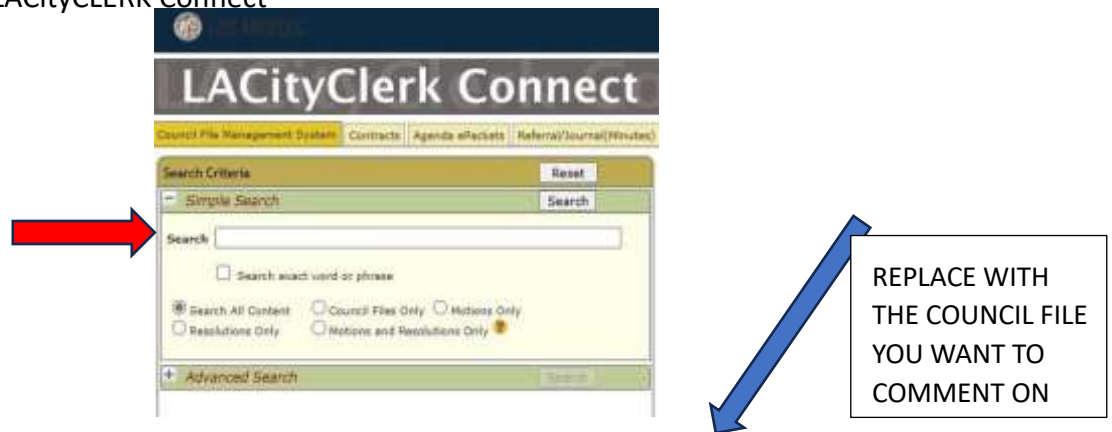 LACityCLERK Connect
LACityClerk Connect
Council File Management System Contracts Agenda ePackets Referral/Journal(Minutes)
Search Criteria Reset
- Simple Search Search
Search
Search exact word or phrase
Search All Content Council Files Only Motions Only
Resolutions Only Motions and Resolutions Only ?
+ Advanced Search Search
REPLACE WITH
THE COUNCIL FILE
YOU WANT TO
COMMENT ON